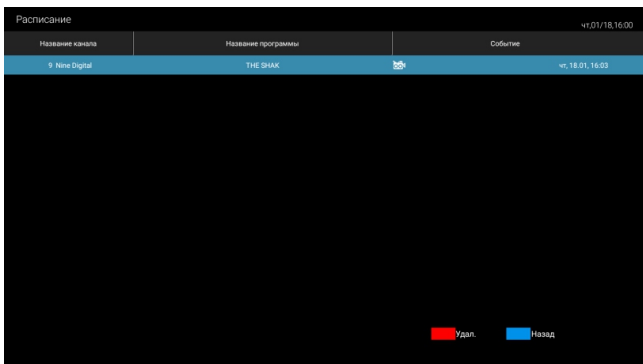 Расписание
чт,01/18,16:00
Название канала Название программы Событие
9 Nine Digital THE SHAK чт, 18.01, 16:03
Удал. Назад